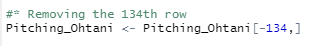 #* Removing the 134th row
Pitching_Ohtani <- Pitching_Ohtani[-134,]